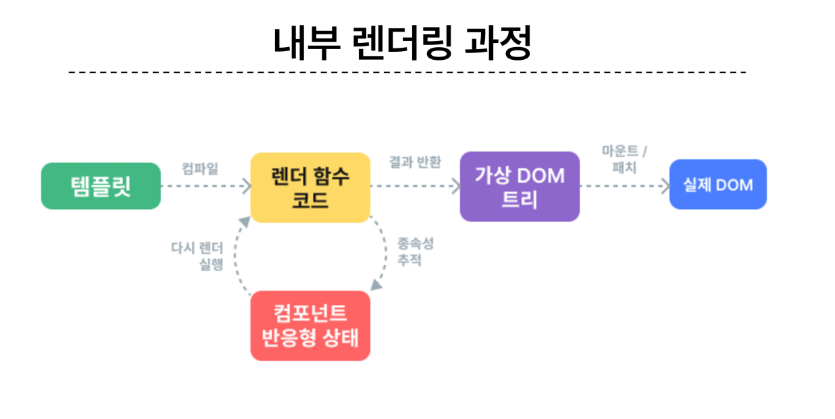 내부 렌더링 과정
템플릿
컴파일
렌더 함수
코드
결과 반환
가상 DOM
트리
마운트 /
패치
실제 DOM
다시 렌더
실행
종속성
추적
컴포넌트
반응형 상태